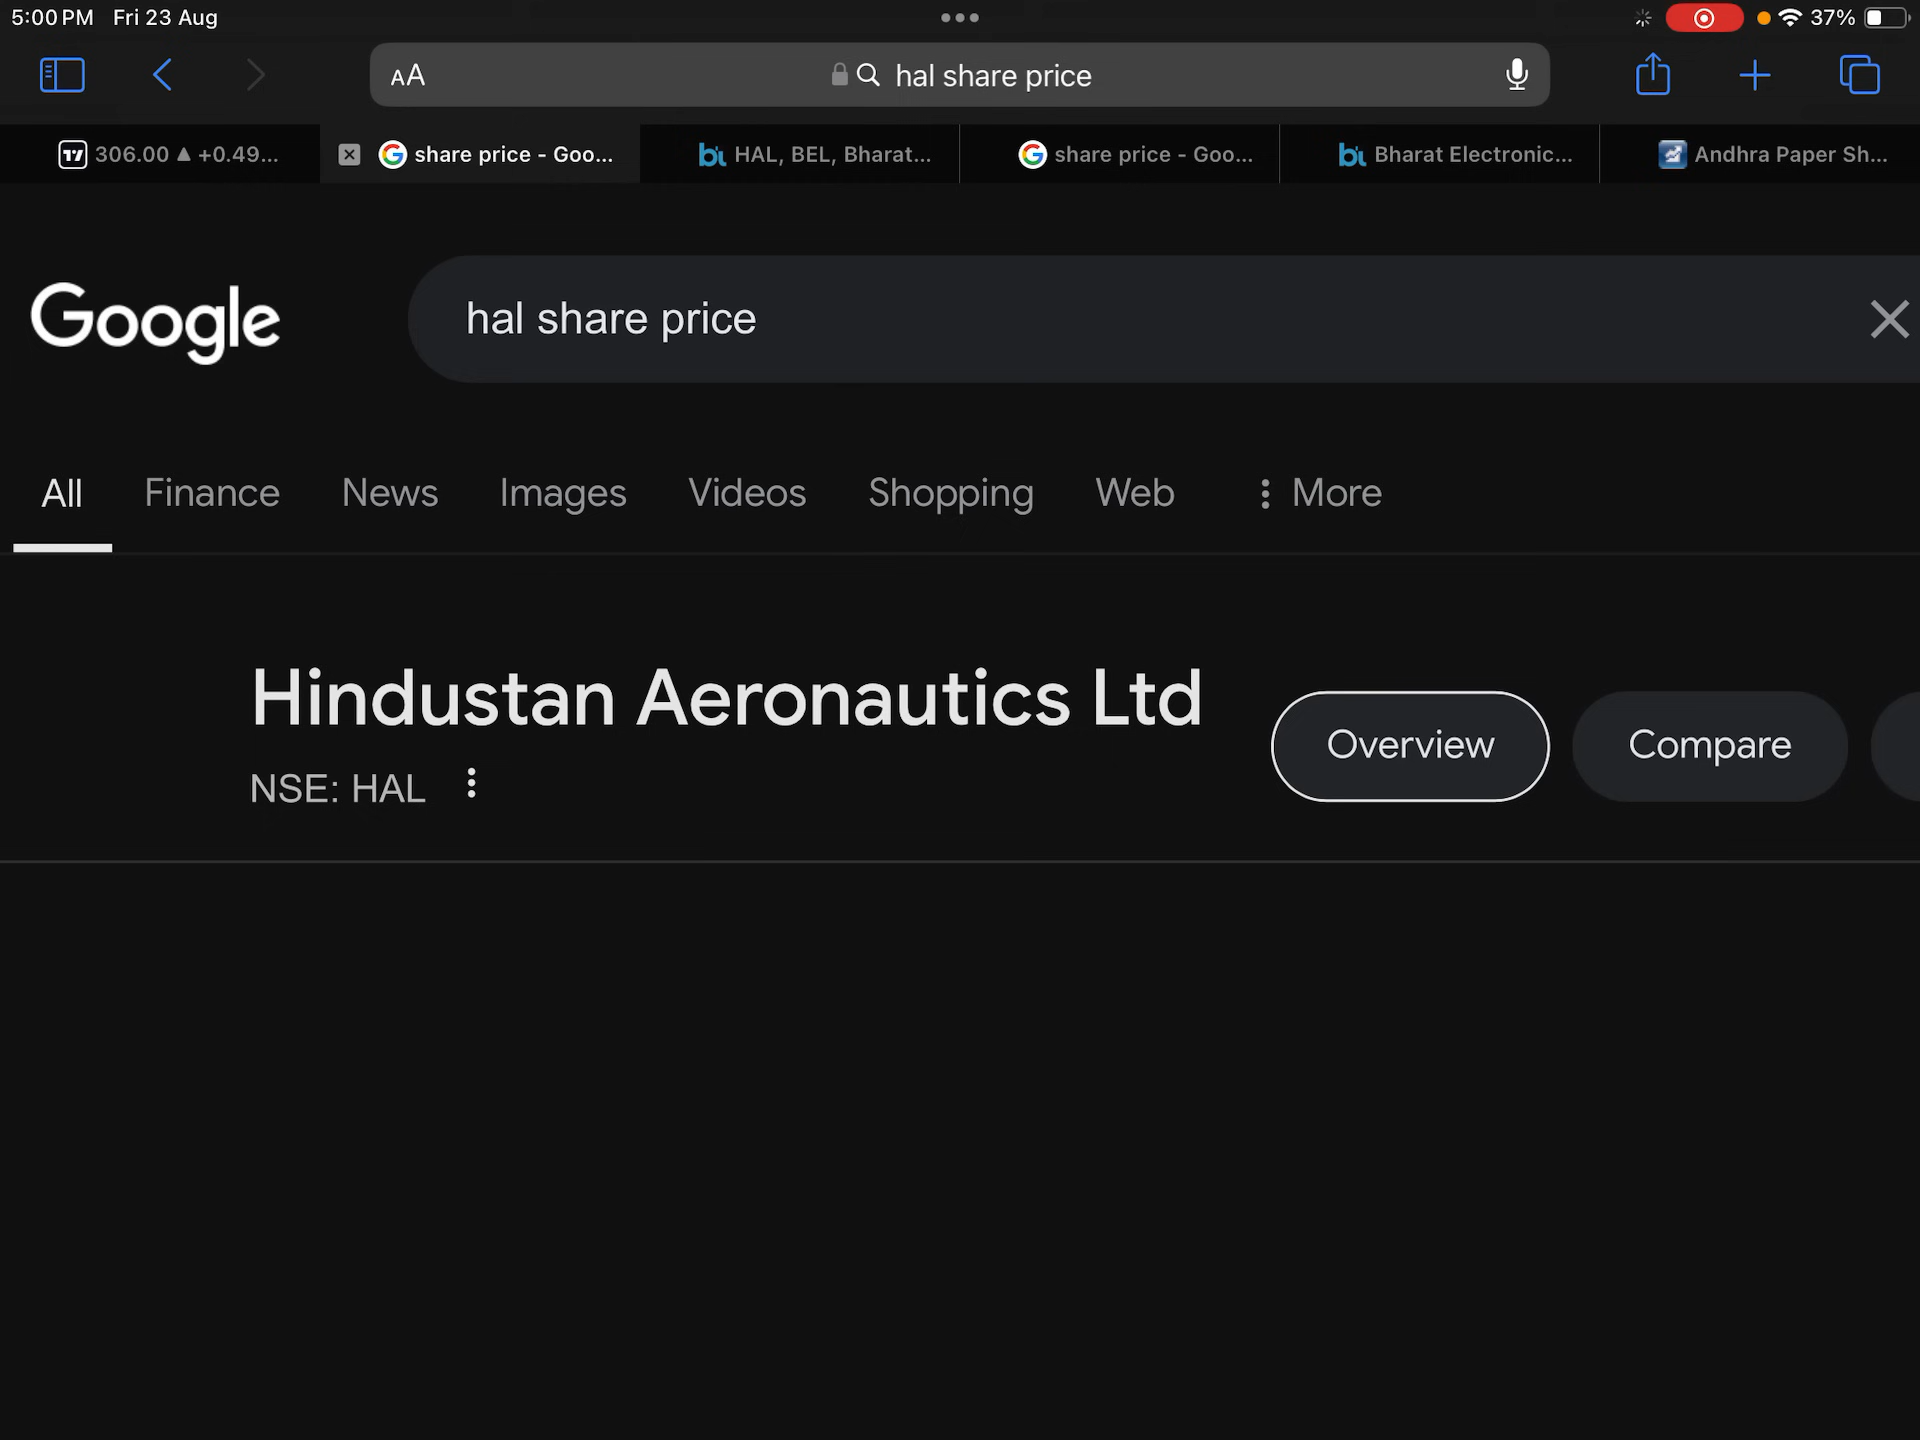 5:00 PM Fri 23 Aug
37%
AA hal share price
306.00 ▲ +0.49...
share price - Goo...
HAL, BEL, Bharat...
share price - Goo...
Bharat Electronic...
Andhra Paper Sh...
Google hal share price
All Finance News Images Videos Shopping Web More
Hindustan Aeronautics Ltd
Overview Compare
NSE: HAL